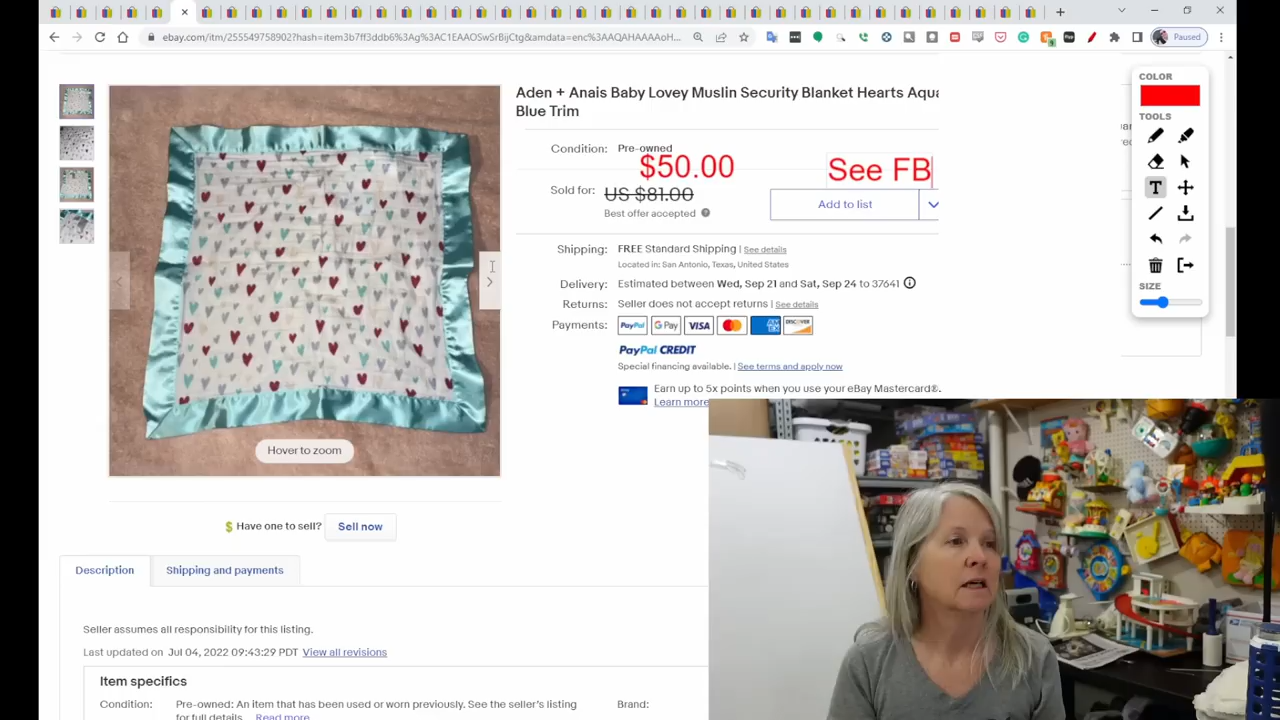 ebay.com/itm/255549758902?hash=item3b7ff3ddb6%3Ag%3AC1EAAOSwSrBijCtg&amdata=enc%3AAQAHAAAAoH...
Paused
Aden + Anais Baby Lovey Muslin Security Blanket Hearts Aqua
Blue Trim
Condition: Pre-owned
$50.00 See FB
Sold for: US $81.00
Add to list
Best offer accepted
Shipping: FREE Standard Shipping | See details
Located in: San Antonio, Texas, United States
Delivery: Estimated between Wed, Sep 21 and Sat, Sep 24 to 37641
Returns: Seller does not accept returns | See details
Payments: PayPal G Pay VISA MasterCard DISCOVER
PayPal CREDIT
Special financing available. | See terms and apply now
Earn up to 5x points when you use your eBay Mastercard®.
Learn more
Hover to zoom
Have one to sell? Sell now
Description Shipping and payments
Seller assumes all responsibility for this listing.
Last updated on Jul 04, 2022 09:43:29 PDT View all revisions
Item specifics
Condition: Pre-owned: An item that has been used or worn previously. See the seller's listing
for full details. Read more
Brand:
COLOR
TOOLS
T
SIZE